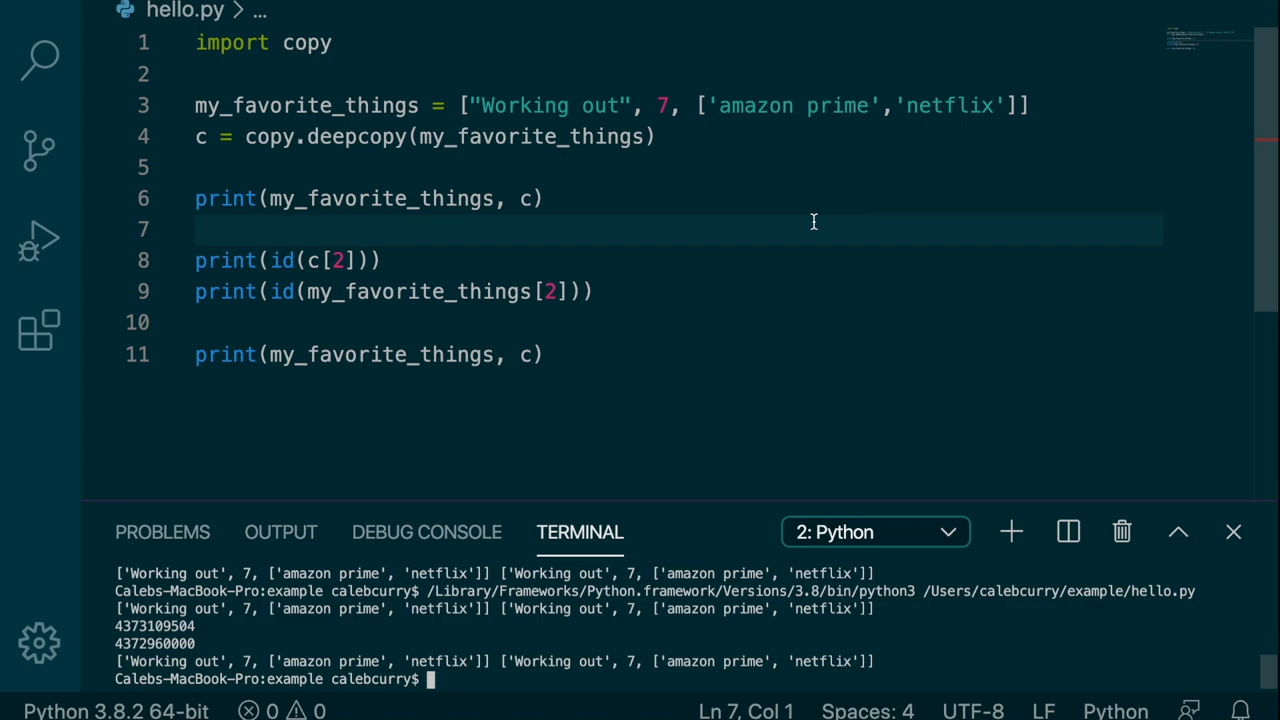 hello.py > ...
1 import copy
2
3 my_favorite_things = ["Working out", 7, ['amazon prime','netflix']]
4 c = copy.deepcopy(my_favorite_things)
5
6 print(my_favorite_things, c)
7
8 print(id(c[2]))
9 print(id(my_favorite_things[2]))
10
11 print(my_favorite_things, c)
PROBLEMS OUTPUT DEBUG CONSOLE TERMINAL 2: Python
['Working out', 7, ['amazon prime', 'netflix']] ['Working out', 7, ['amazon prime', 'netflix']]
Calebs-MacBook-Pro:example calebcurry$ /Library/Frameworks/Python.framework/Versions/3.8/bin/python3 /Users/calebcurry/example/hello.py
['Working out', 7, ['amazon prime', 'netflix']] ['Working out', 7, ['amazon prime', 'netflix']]
4373109504
4372960000
['Working out', 7, ['amazon prime', 'netflix']] ['Working out', 7, ['amazon prime', 'netflix']]
Calebs-MacBook-Pro:example calebcurry$
Python 3.8.2 64-bit 0 0 Ln 7, Col 1 Spaces: 4 UTF-8 LF Python